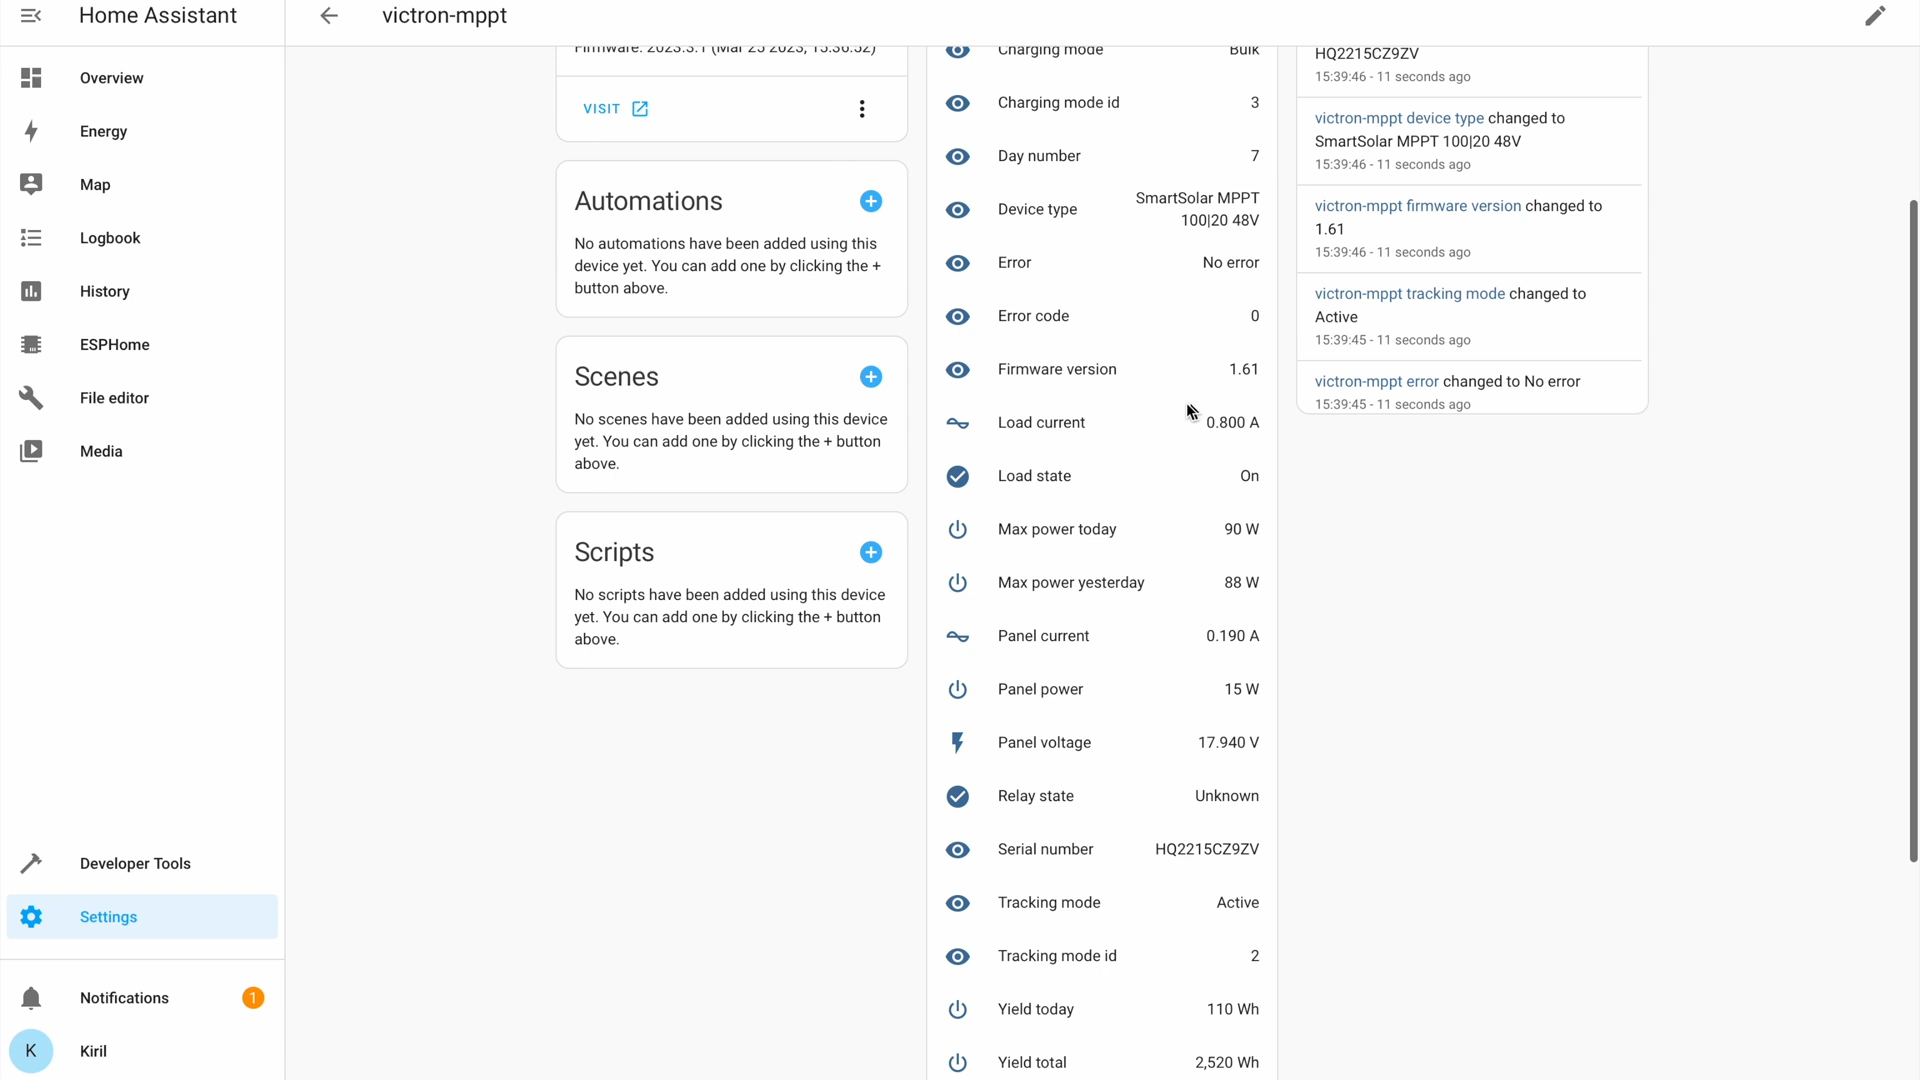 Home Assistant
victron-mppt
Overview
Energy
Map
Logbook
History
ESPHome
File editor
Media
Developer Tools
Settings
Notifications
1
K
Kiril
Firmware: 2023.3.1 (Mar 25 2023, 15:36:52)
VISIT
Automations
No automations have been added using this
device yet. You can add one by clicking the +
button above.
Scenes
No scenes have been added using this device
yet. You can add one by clicking the + button
above.
Scripts
No scripts have been added using this device
yet. You can add one by clicking the + button
above.
Charging mode Bulk
Charging mode id 3
Day number 7
Device type SmartSolar MPPT
100|20 48V
Error No error
Error code 0
Firmware version 1.61
Load current 0.800 A
Load state On
Max power today 90 W
Max power yesterday 88 W
Panel current 0.190 A
Panel power 15 W
Panel voltage 17.940 V
Relay state Unknown
Serial number HQ2215CZ9ZV
Tracking mode Active
Tracking mode id 2
Yield today 110 Wh
Yield total 2,520 Wh
HQ2215CZ9ZV
15:39:46 - 11 seconds ago
victron-mppt device type changed to
SmartSolar MPPT 100|20 48V
15:39:46 - 11 seconds ago
victron-mppt firmware version changed to
1.61
15:39:46 - 11 seconds ago
victron-mppt tracking mode changed to
Active
15:39:45 - 11 seconds ago
victron-mppt error changed to No error
15:39:45 - 11 seconds ago